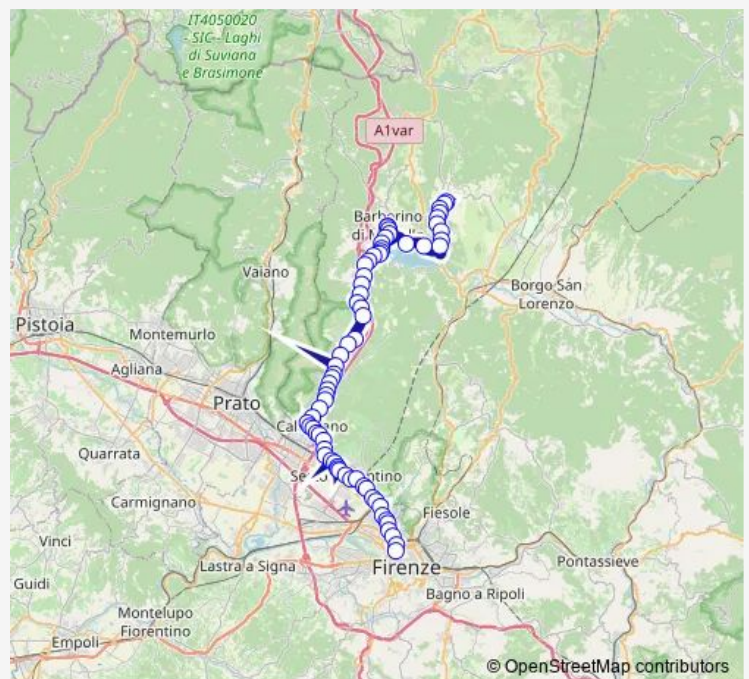 IT4050020
- SIC - Laghi
di Suviana
e Brasimone
A1var
Barberino
Vaiano
Borgo San
Lorenzo
Pistoia
Montemurlo
Agliana
Prato
Quarrata
Carmignano
Fiesole
Vinci
Lastra a Signa
Firenze
Pontassieve
Guidi
Bagno a Ripoli
Montelupo
Fiorentino
Empoli
© OpenStreetMap contributors